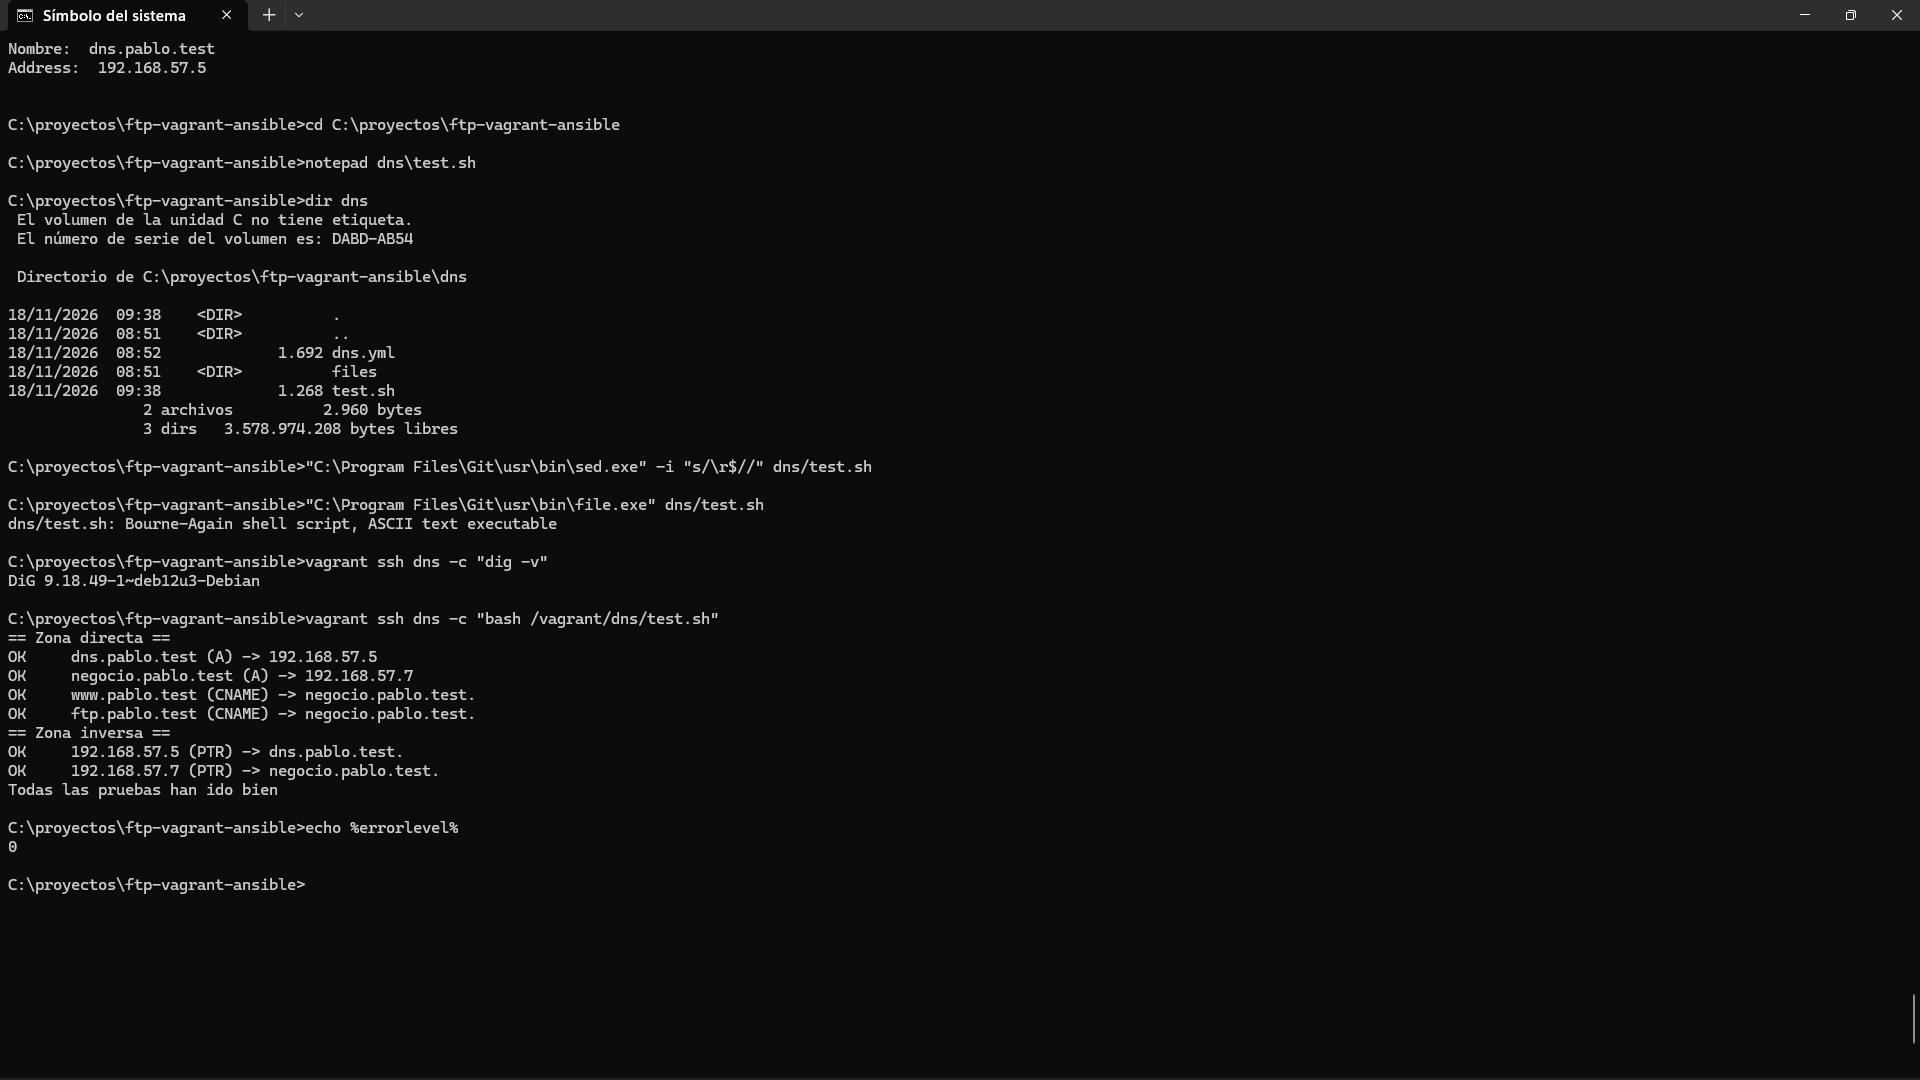 Símbolo del sistema
Nombre:  dns.pablo.test
Address:  192.168.57.5
C:\proyectos\ftp-vagrant-ansible>cd C:\proyectos\ftp-vagrant-ansible
C:\proyectos\ftp-vagrant-ansible>notepad dns\test.sh
C:\proyectos\ftp-vagrant-ansible>dir dns
 El volumen de la unidad C no tiene etiqueta.
 El número de serie del volumen es: DABD-AB54
 Directorio de C:\proyectos\ftp-vagrant-ansible\dns
18/11/2026  09:38    <DIR>          .
18/11/2026  08:51    <DIR>          ..
18/11/2026  08:52             1.692 dns.yml
18/11/2026  08:51    <DIR>          files
18/11/2026  09:38             1.268 test.sh
               2 archivos          2.960 bytes
               3 dirs   3.578.974.208 bytes libres
C:\proyectos\ftp-vagrant-ansible>"C:\Program Files\Git\usr\bin\sed.exe" -i "s/\r$//" dns/test.sh
C:\proyectos\ftp-vagrant-ansible>"C:\Program Files\Git\usr\bin\file.exe" dns/test.sh
dns/test.sh: Bourne-Again shell script, ASCII text executable
C:\proyectos\ftp-vagrant-ansible>vagrant ssh dns -c "dig -v"
DiG 9.18.49-1~deb12u3-Debian
C:\proyectos\ftp-vagrant-ansible>vagrant ssh dns -c "bash /vagrant/dns/test.sh"
== Zona directa ==
OK     dns.pablo.test (A) -> 192.168.57.5
OK     negocio.pablo.test (A) -> 192.168.57.7
OK     www.pablo.test (CNAME) -> negocio.pablo.test.
OK     ftp.pablo.test (CNAME) -> negocio.pablo.test.
== Zona inversa ==
OK     192.168.57.5 (PTR) -> dns.pablo.test.
OK     192.168.57.7 (PTR) -> negocio.pablo.test.
Todas las pruebas han ido bien
C:\proyectos\ftp-vagrant-ansible>echo %errorlevel%
0
C:\proyectos\ftp-vagrant-ansible>